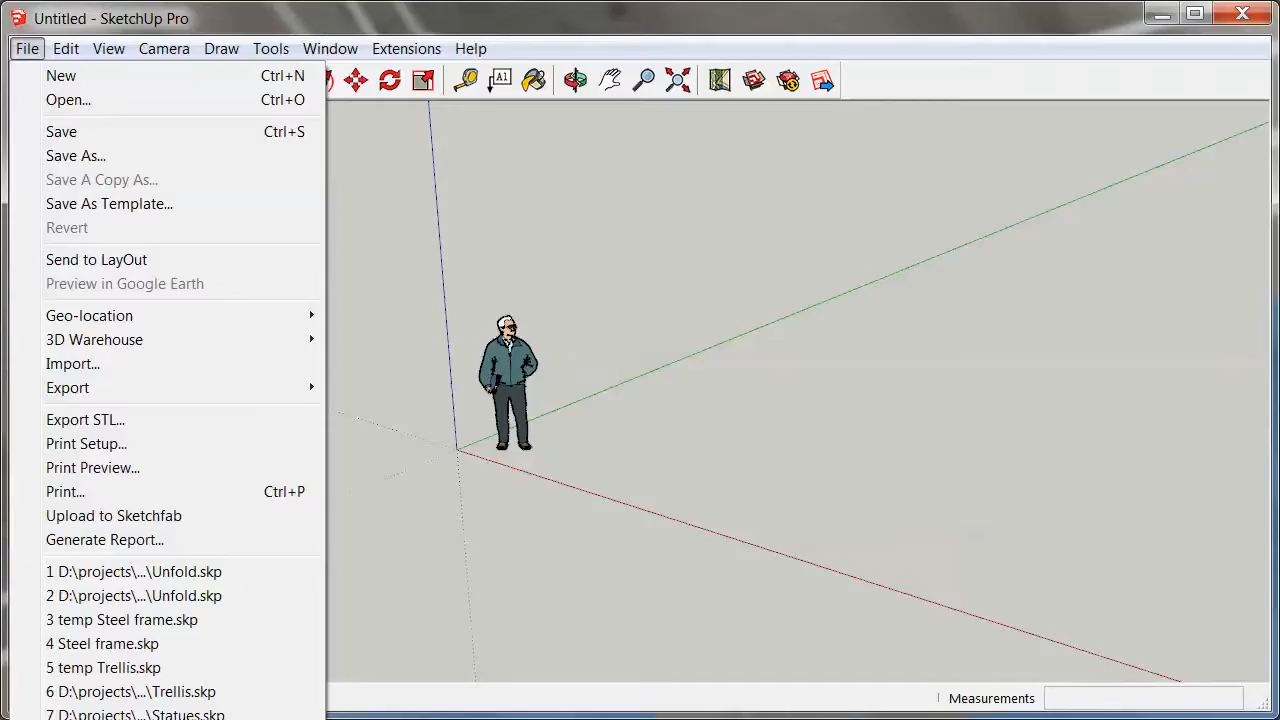 Untitled - SketchUp Pro
File Edit View Camera Draw Tools Window Extensions Help
New Ctrl+N
Open... Ctrl+O
Save Ctrl+S
Save As...
Save A Copy As...
Save As Template...
Revert
Send to LayOut
Preview in Google Earth
Geo-location
3D Warehouse
Import...
Export
Export STL...
Print Setup...
Print Preview...
Print... Ctrl+P
Upload to Sketchfab
Generate Report...
1 D:\projects\...\Unfold.skp
2 D:\projects\...\Unfold.skp
3 temp Steel frame.skp
4 Steel frame.skp
5 temp Trellis.skp
6 D:\projects\...\Trellis.skp
7 D:\projects\...\Statues.skp
A1
Measurements